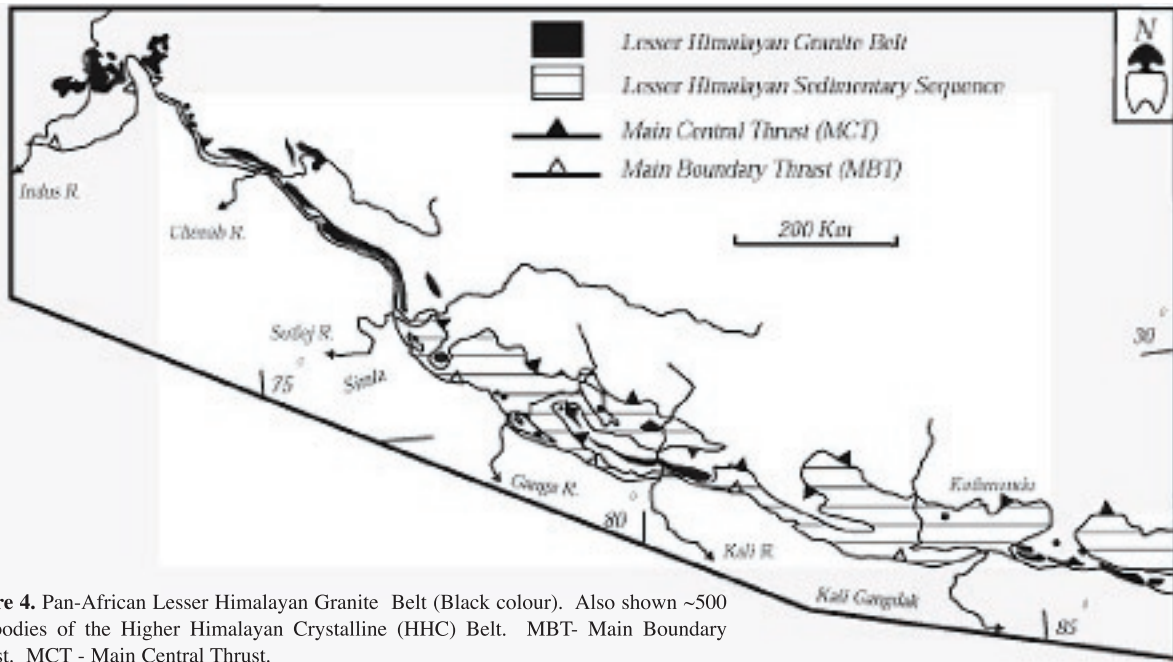 N
Lesser Himalayan Granite Belt
Lesser Himalayan Sedimentary Sequence
Main Central Thrust (MCT)
Main Boundary Thrust (MBT)
200 Km
Indus R.
Chenab R.
Sutlej R.
Simla
75
30
Ganga R.
80
Kali R.
Katmandu
Kali Gangdak
85
re 4. Pan-African Lesser Himalayan Granite Belt (Black colour). Also shown ~500
bodies of the Higher Himalayan Crystalline (HHC) Belt. MBT- Main Boundary
st. MCT - Main Central Thrust.